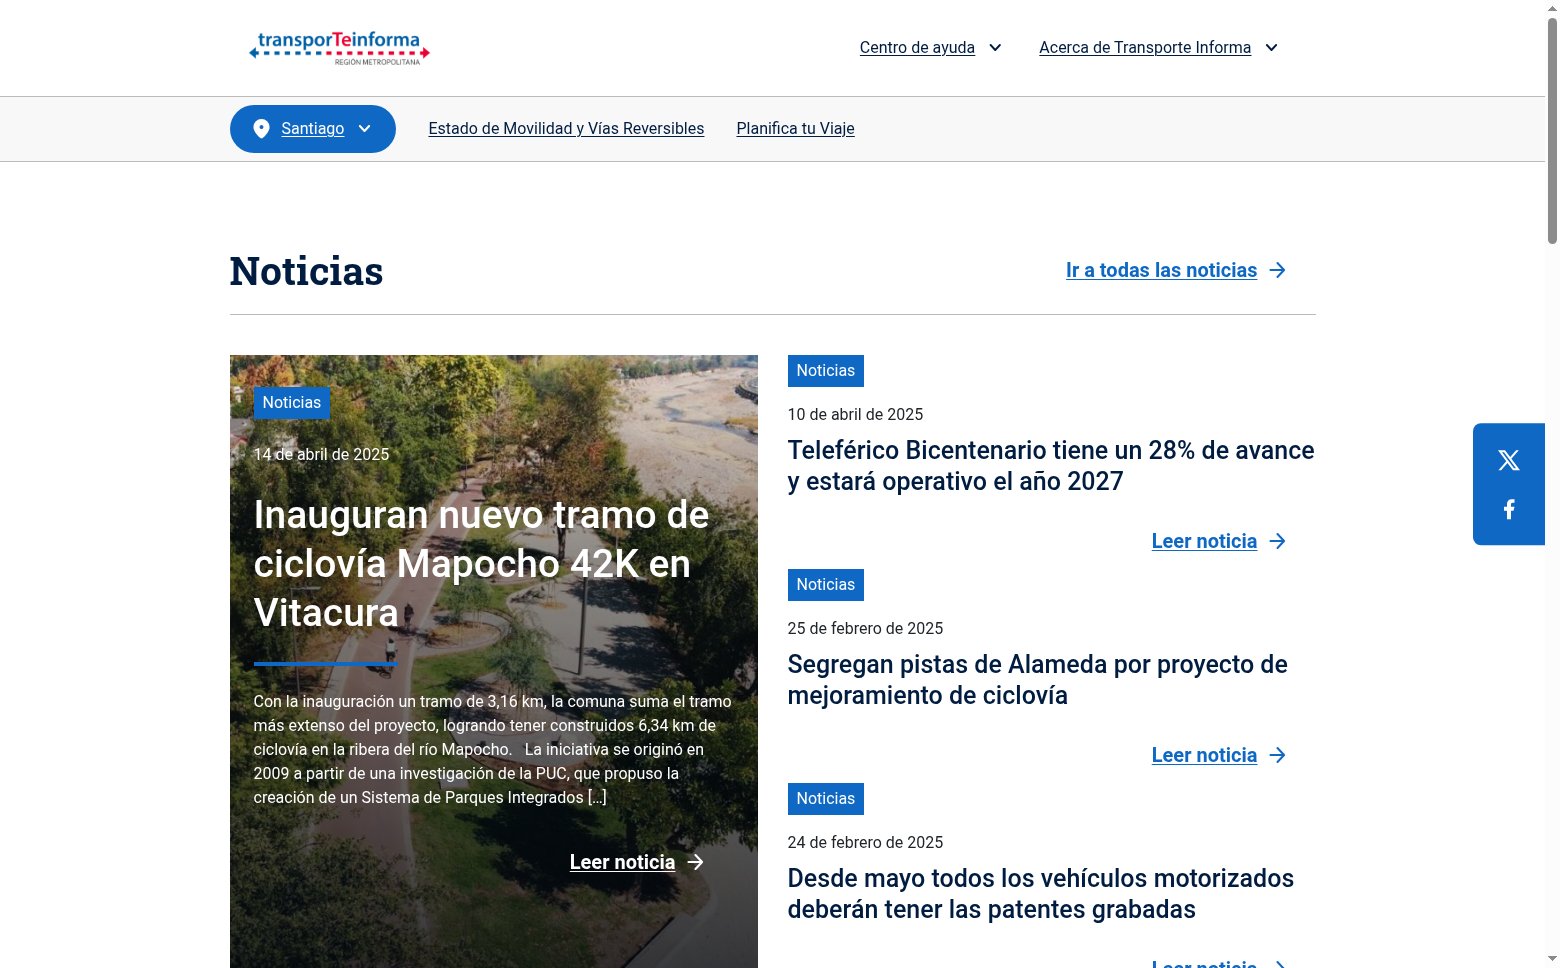 transporTeinforma
REGIÓN METROPOLITANA
Centro de ayuda
Acerca de Transporte Informa
Santiago
Estado de Movilidad y Vías Reversibles
Planifica tu Viaje
Noticias
Ir a todas las noticias
Noticias
14 de abril de 2025
Inauguran nuevo tramo de
ciclovía Mapocho 42K en
Vitacura
Con la inauguración un tramo de 3,16 km, la comuna suma el tramo
más extenso del proyecto, logrando tener construidos 6,34 km de
ciclovía en la ribera del río Mapocho.   La iniciativa se originó en
2009 a partir de una investigación de la PUC, que propuso la
creación de un Sistema de Parques Integrados [...]
Leer noticia
Noticias
10 de abril de 2025
Teleférico Bicentenario tiene un 28% de avance
y estará operativo el año 2027
Leer noticia
Noticias
25 de febrero de 2025
Segregan pistas de Alameda por proyecto de
mejoramiento de ciclovía
Leer noticia
Noticias
24 de febrero de 2025
Desde mayo todos los vehículos motorizados
deberán tener las patentes grabadas
Leer noticia